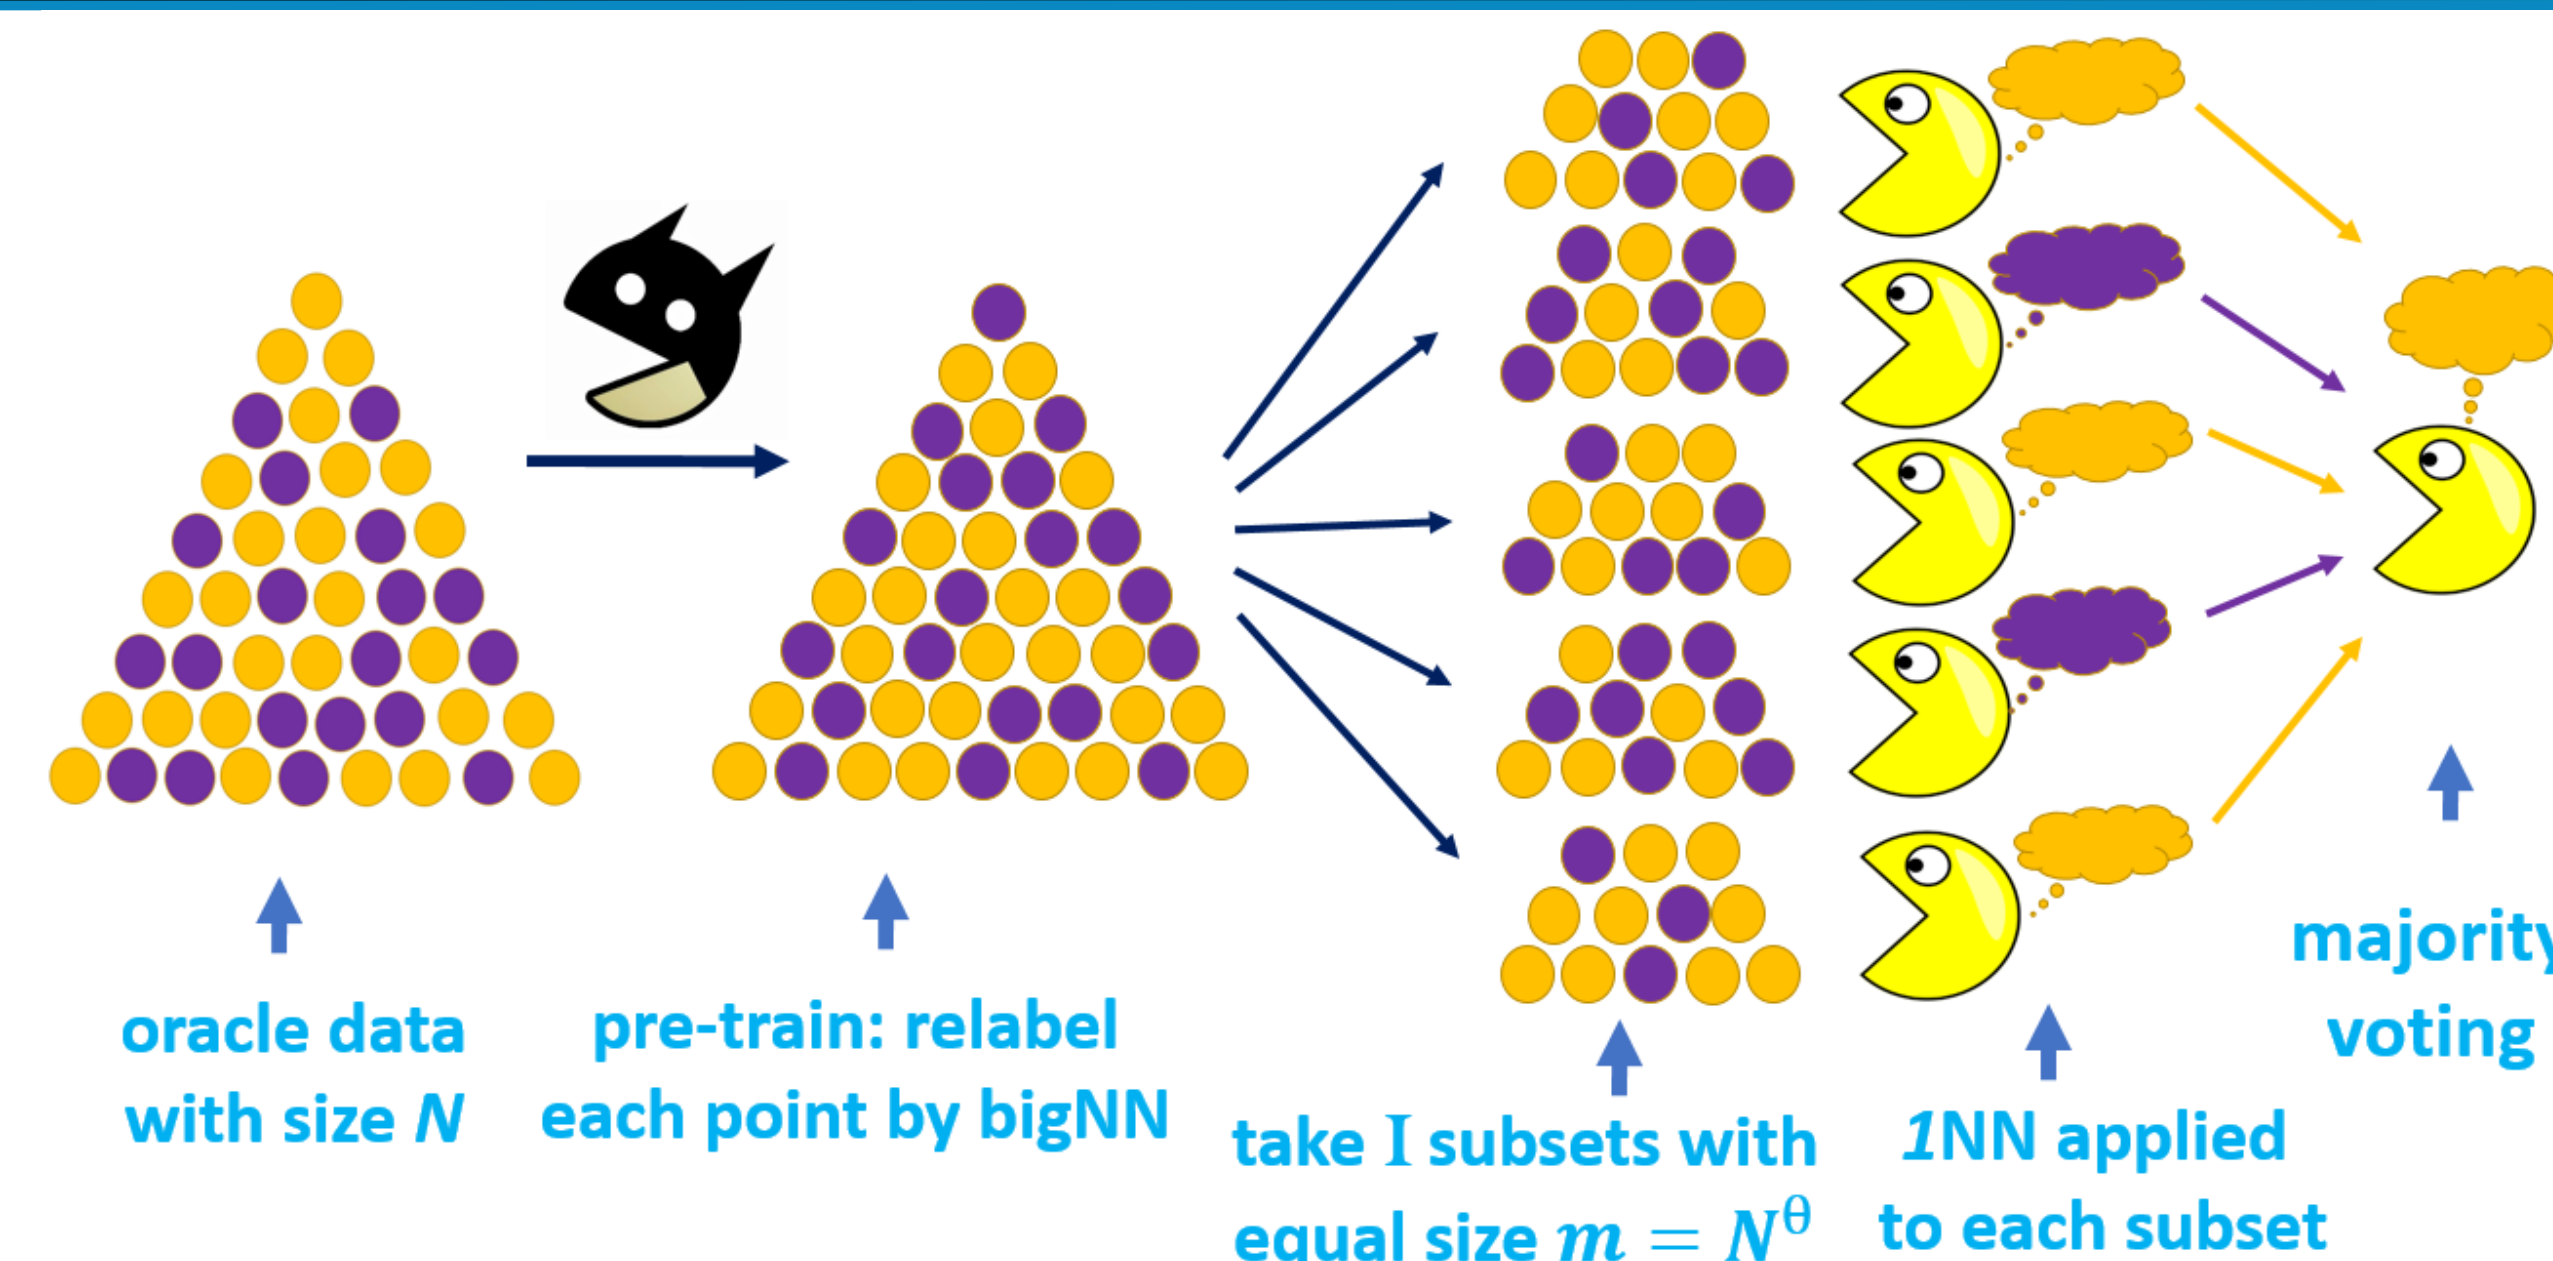 oracle data
with size N
pre-train: relabel
each point by bigNN
take I subsets with
equal size m = N^θ
1NN applied
to each subset
majority
voting